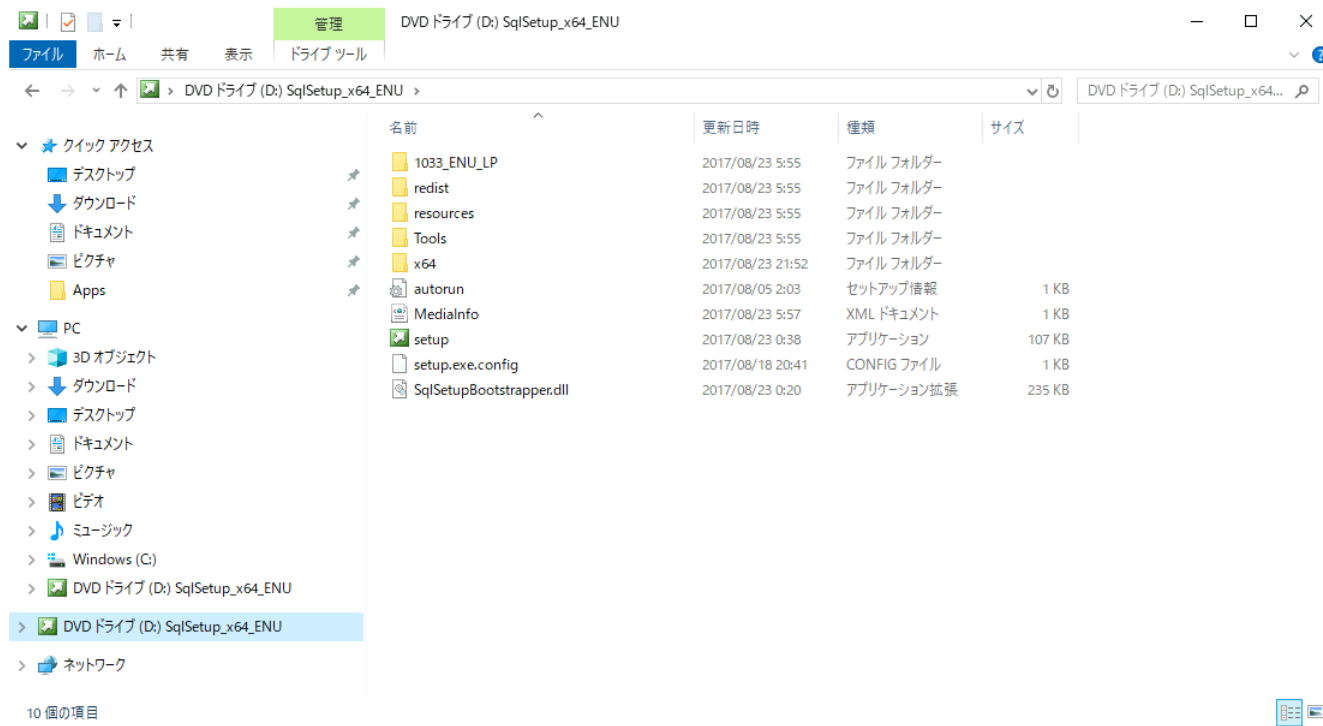 管理
DVD ドライブ (D:) SqlSetup_x64_ENU
ファイル
ホーム
共有
表示
ドライブ ツール
DVD ドライブ (D:) SqlSetup_x64_ENU
DVD ドライブ (D:) SqlSetup_x64...
クイック アクセス
デスクトップ
ダウンロード
ドキュメント
ピクチャ
Apps
PC
3D オブジェクト
ダウンロード
デスクトップ
ドキュメント
ピクチャ
ビデオ
ミュージック
Windows (C:)
DVD ドライブ (D:) SqlSetup_x64_ENU
DVD ドライブ (D:) SqlSetup_x64_ENU
ネットワーク
名前 更新日時 種類 サイズ
1033_ENU_LP 2017/08/23 5:55 ファイル フォルダー
redist 2017/08/23 5:55 ファイル フォルダー
resources 2017/08/23 5:55 ファイル フォルダー
Tools 2017/08/23 5:55 ファイル フォルダー
x64 2017/08/23 21:52 ファイル フォルダー
autorun 2017/08/05 2:03 セットアップ情報 1 KB
MediaInfo 2017/08/23 5:57 XML ドキュメント 1 KB
setup 2017/08/23 0:38 アプリケーション 107 KB
setup.exe.config 2017/08/18 20:41 CONFIG ファイル 1 KB
SqlSetupBootstrapper.dll 2017/08/23 0:20 アプリケーション拡張 235 KB
10 個の項目